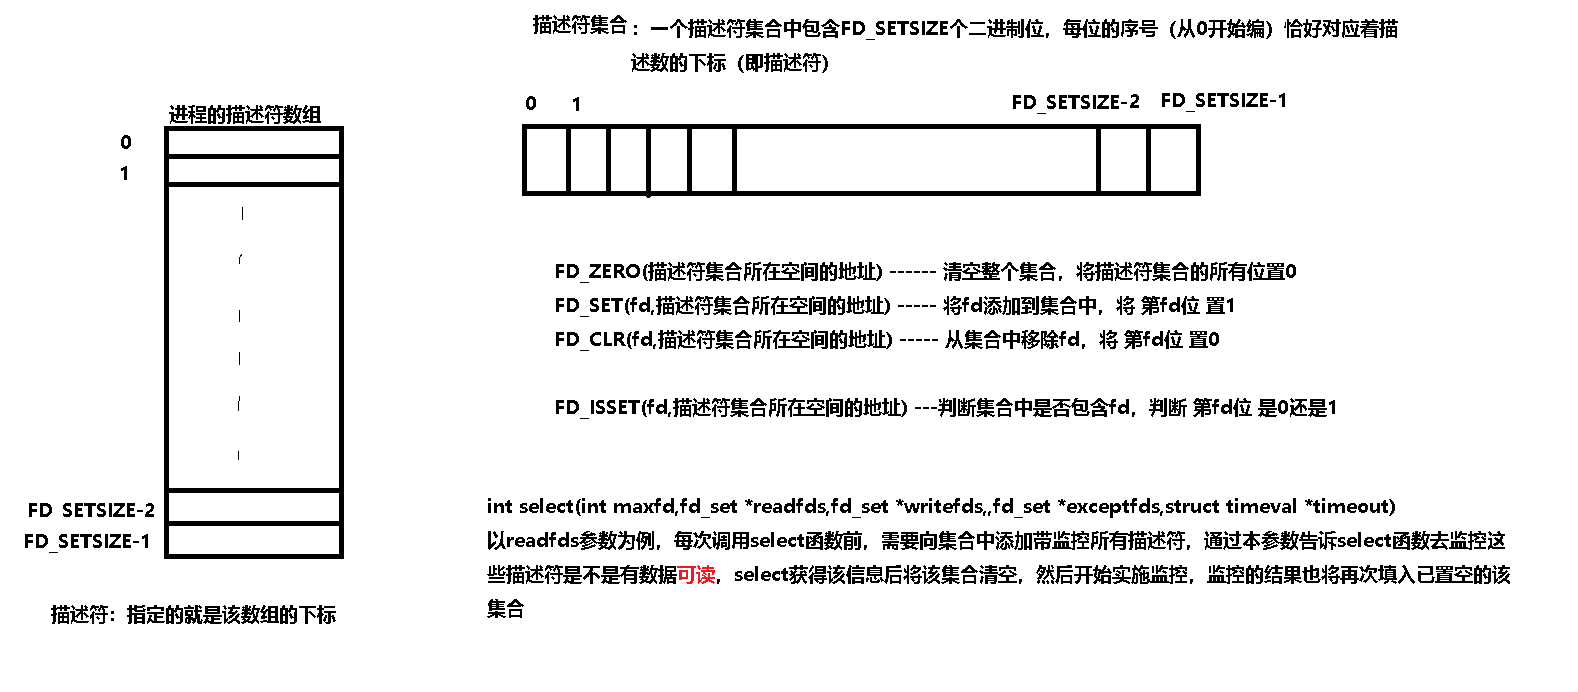 描述符集合：一个描述符集合中包含FD_SETSIZE个二进制位，每位的序号（从0开始编）恰好对应着描
述数的下标（即描述符）
0 1 FD_SETSIZE-2 FD_SETSIZE-1
进程的描述符数组
0
1
FD_SETSIZE-2
FD_SETSIZE-1
描述符：指定的就是该数组的下标
FD_ZERO(描述符集合所在空间的地址) ------ 清空整个集合，将描述符集合的所有位置0
FD_SET(fd,描述符集合所在空间的地址) ----- 将fd添加到集合中，将 第fd位 置1
FD_CLR(fd,描述符集合所在空间的地址) ----- 从集合中移除fd，将 第fd位 置0
FD_ISSET(fd,描述符集合所在空间的地址) ---判断集合中是否包含fd，判断 第fd位 是0还是1
int select(int maxfd,fd_set *readfds,fd_set *writefds,,fd_set *exceptfds,struct timeval *timeout)
以readfds参数为例，每次调用select函数前，需要向集合中添加带监控所有描述符，通过本参数告诉select函数去监控这
些描述符是不是有数据可读，select获得该信息后将该集合清空，然后开始实施监控，监控的结果也将再次填入已置空的该
集合